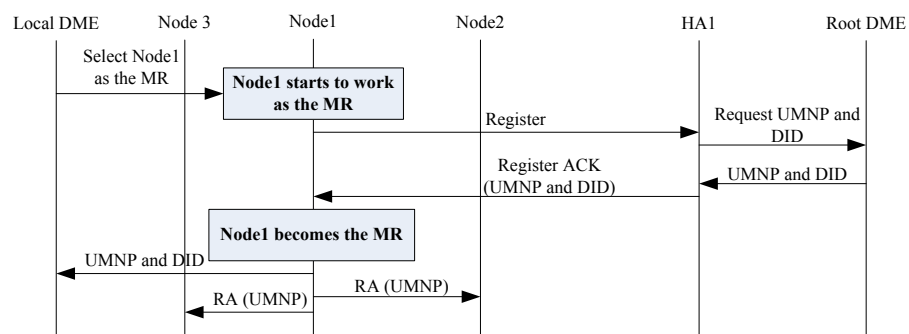 Local DME
Node 3
Node1
Node2
HA1
Root DME
Select Node1
as the MR
Node1 starts to work
as the MR
Register
Request UMNP and
DID
Register ACK
(UMNP and DID)
UMNP and DID
Node1 becomes the MR
UMNP and DID
RA (UMNP)
RA (UMNP)